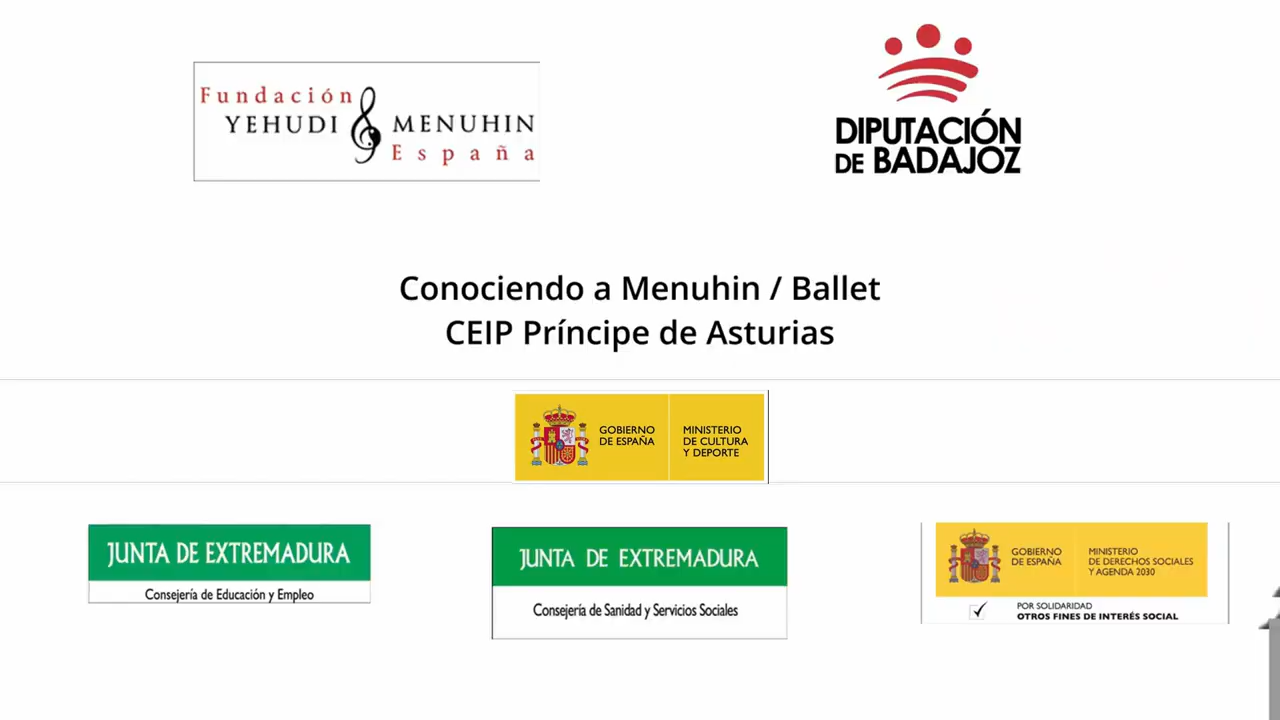 Fundación
YEHUDI MENUHIN
España
DIPUTACIÓN
DE BADAJOZ
Conociendo a Menuhin / Ballet
CEIP Príncipe de Asturias
GOBIERNO
DE ESPAÑA
MINISTERIO
DE CULTURA
Y DEPORTE
JUNTA DE EXTREMADURA
Consejería de Educación y Empleo
JUNTA DE EXTREMADURA
Consejería de Sanidad y Servicios Sociales
GOBIERNO
DE ESPAÑA
MINISTERIO
DE DERECHOS SOCIALES
Y AGENDA 2030
POR SOLIDARIDAD
OTROS FINES DE INTERÉS SOCIAL